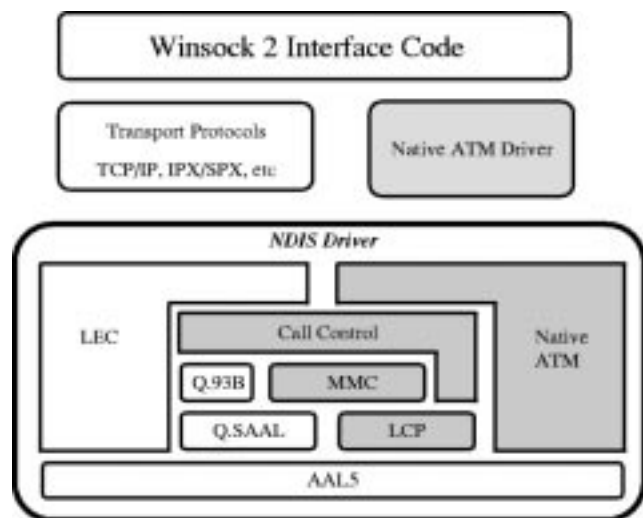 Winsock 2 Interface Code
Transport Protocols
TCP/IP, IPX/SPX, etc
Native ATM Driver
NDIS Driver
LEC
Call Control
Native
ATM
Q.93B
MMC
Q.SAAL
LCP
AAL5